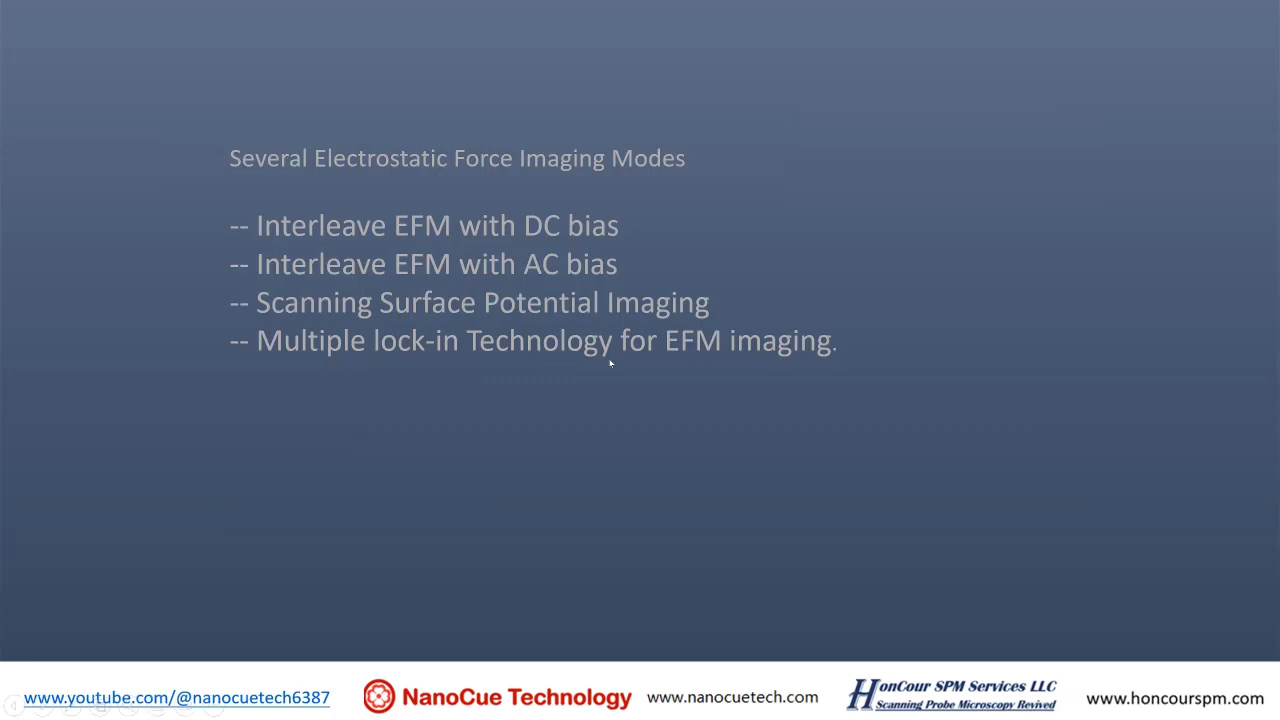 Several Electrostatic Force Imaging Modes
-- Interleave EFM with DC bias
-- Interleave EFM with AC bias
-- Scanning Surface Potential Imaging
-- Multiple lock-in Technology for EFM imaging.
www.youtube.com/@nanocuetech6387
NanoCue Technology
www.nanocuetech.com
HonCour SPM Services LLC
Scanning Probe Microscopy Revived
www.honcourspm.com